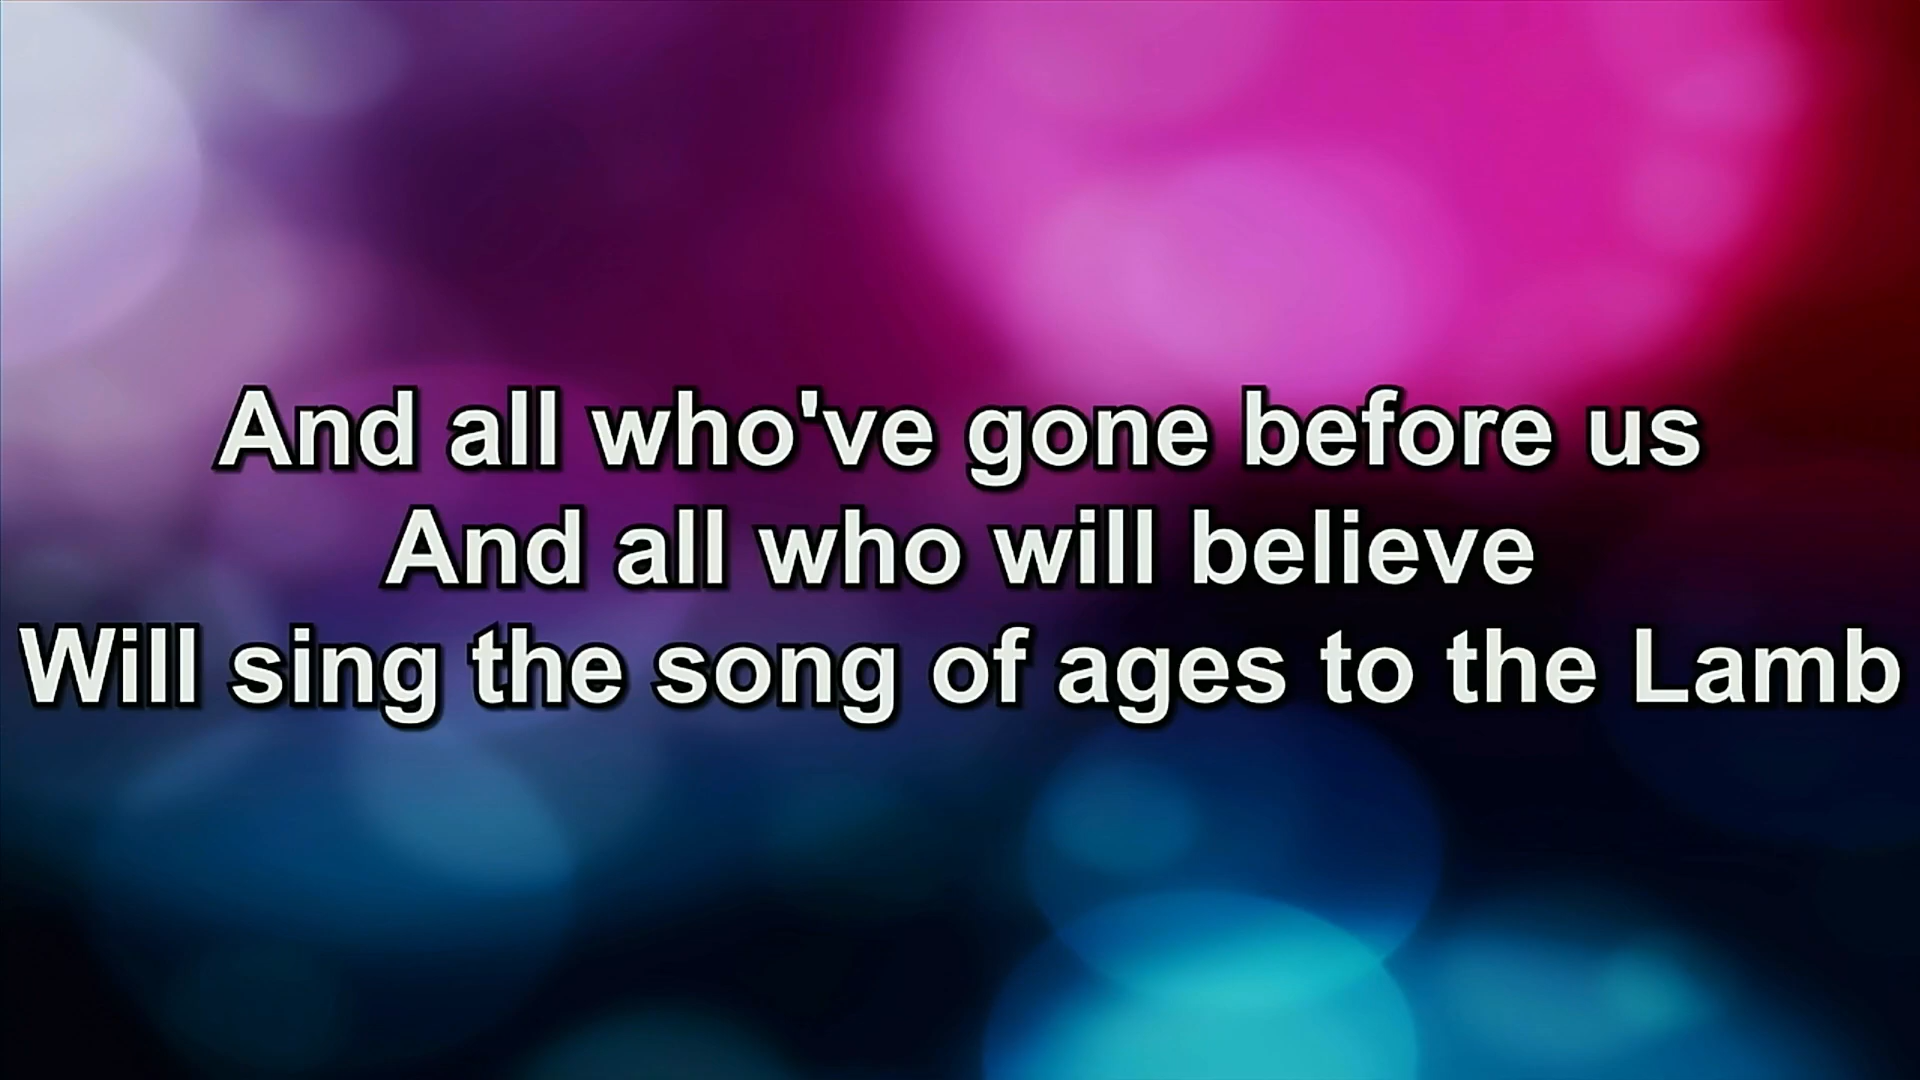 And all who've gone before us
And all who will believe
Will sing the song of ages to the Lamb